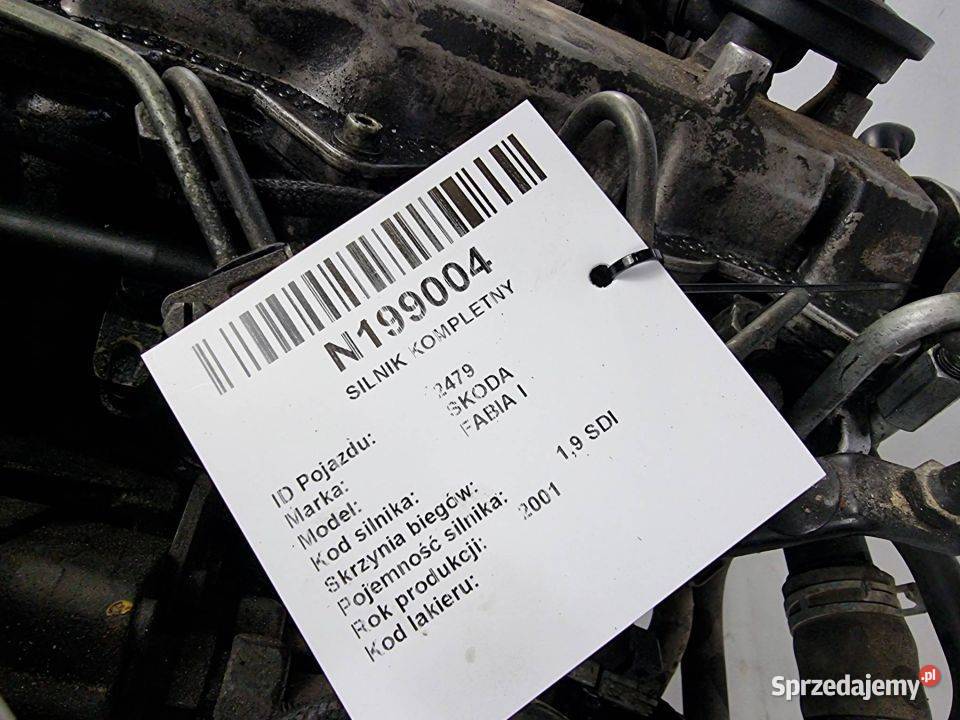 N199004
SILNIK KOMPLETNY
ID Pojazdu: 2479
Marka: SKODA
Model: FABIA I
Kod silnika:
Skrzynia biegów:
Pojemność silnika: 1,9 SDI
Rok produkcji: 2001
Kod lakieru:
Sprzedajemy.pl